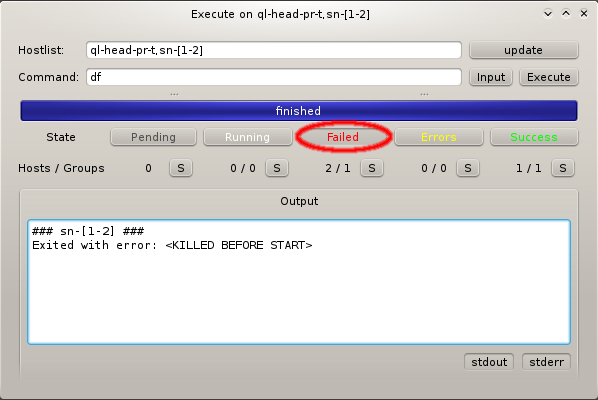 Execute on ql-head-pr-t,sn-[1-2]
Hostlist: ql-head-pr-t,sn-[1-2] update
Command: df Input Execute
... ...
finished
State Pending Running Failed Errors Success
Hosts / Groups 0 S 0 / 0 S 2 / 1 S 0 / 0 S 1 / 1 S
Output
### sn-[1-2] ###
Exited with error: <KILLED BEFORE START>
stdout stderr